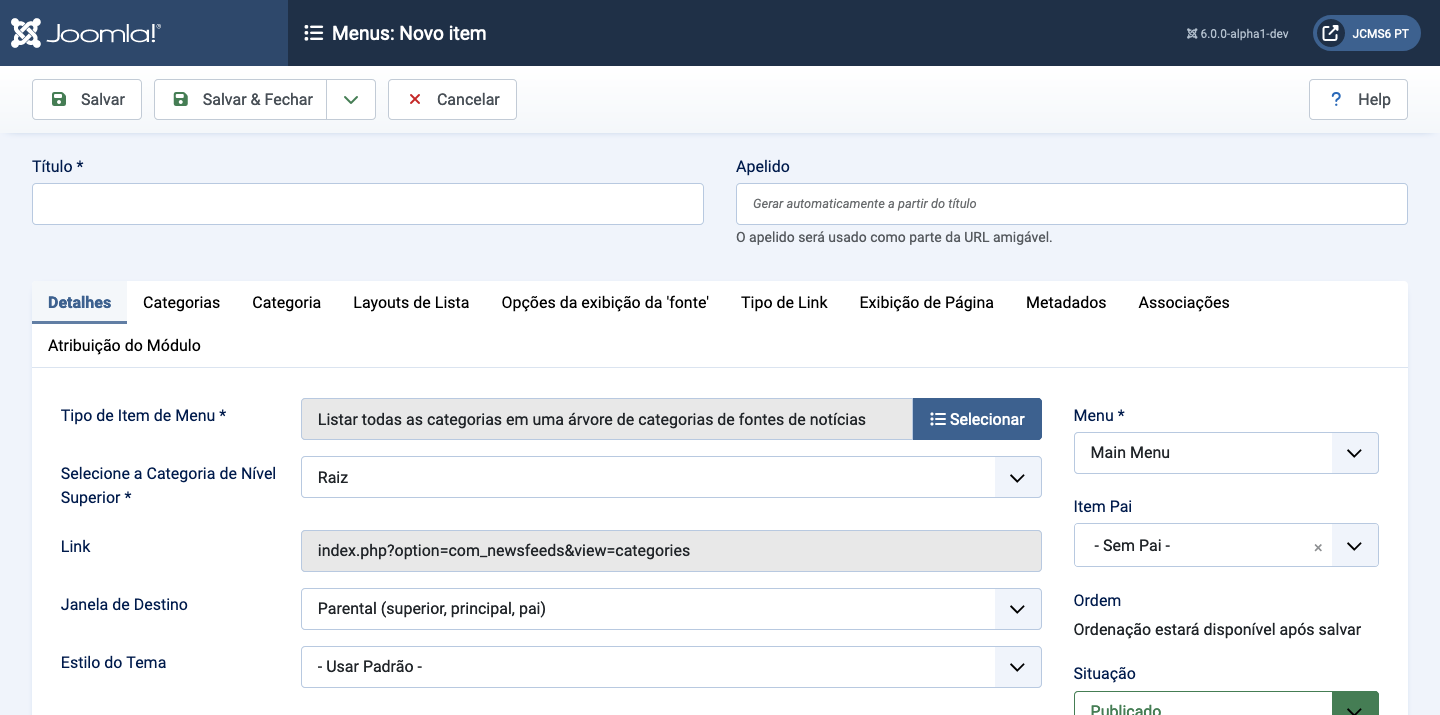 Joomla!®
Menus: Novo item
6.0.0-alpha1-dev
JCMS6 PT
Salvar
Salvar & Fechar
Cancelar
? Help
Título *
Apelido
Gerar automaticamente a partir do título
O apelido será usado como parte da URL amigável.
Detalhes Categorias Categoria Layouts de Lista Opções da exibição da 'fonte' Tipo de Link Exibição de Página Metadados Associações
Atribuição do Módulo
Tipo de Item de Menu *
Listar todas as categorias em uma árvore de categorias de fontes de notícias
Selecionar
Selecione a Categoria de Nível
Superior *
Raiz
Link
index.php?option=com_newsfeeds&view=categories
Janela de Destino
Parental (superior, principal, pai)
Estilo do Tema
- Usar Padrão -
Menu *
Main Menu
Item Pai
- Sem Pai -
×
Ordem
Ordenação estará disponível após salvar
Situação
Publicado